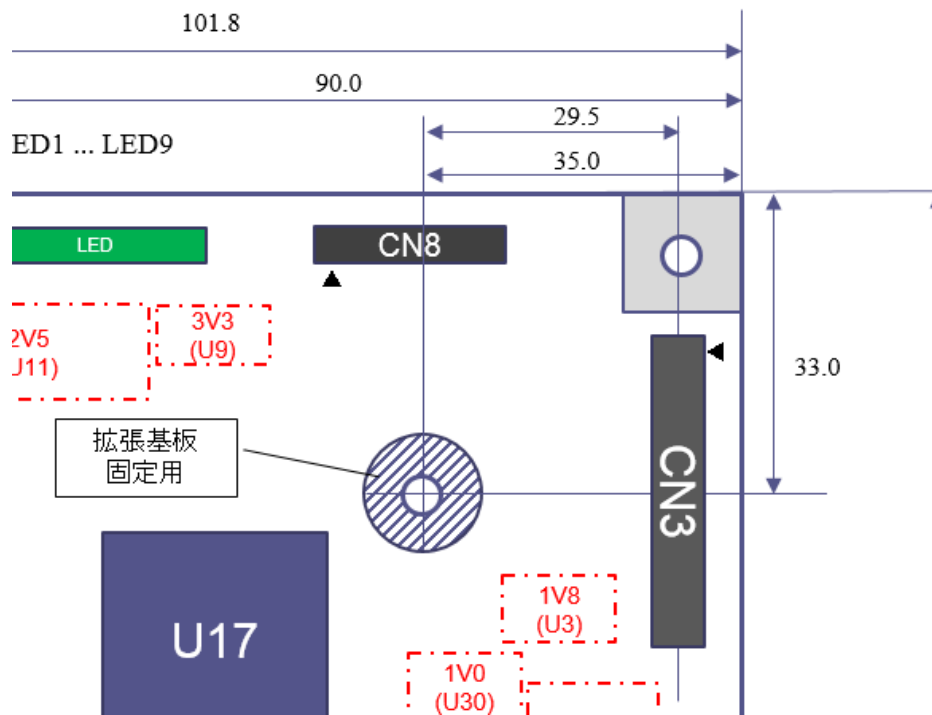 101.8
90.0
29.5
ED1 ... LED9
35.0
LED
CN8
3V3
(U9)
2V5
U11)
33.0
拡張基板
固定用
CN3
1V8
(U3)
U17
1V0
(U30)